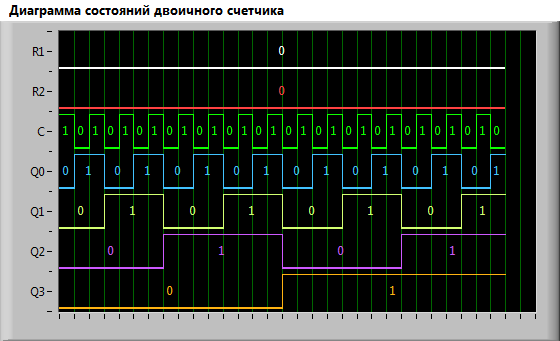 Диаграмма состояний двоичного счетчика
R1 0
R2 0
C 1 0 1 0 1 0 1 0 1 0 1 0 1 0 1 0 1 0 1 0 1 0 1 0 1 0 1 0 1 0
Q0 0 1 0 1 0 1 0 1 0 1 0 1 0 1 0 1
Q1 0 1 0 1 0 1 0 1
Q2 0 1 0 1
Q3 0 1